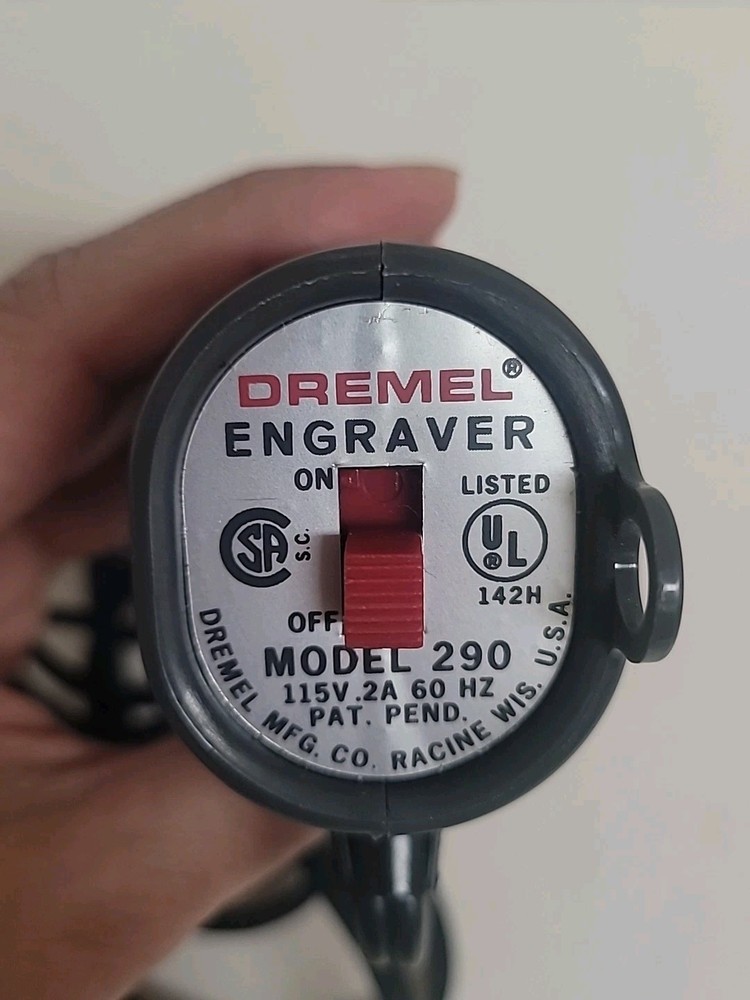 DREMEL®
ENGRAVER
ON
LISTED
CSA
S.C.
UL®
142H
OFF
MODEL 290
115V .2A 60 HZ
PAT. PEND.
DREMEL MFG. CO. RACINE WIS. U.S.A.